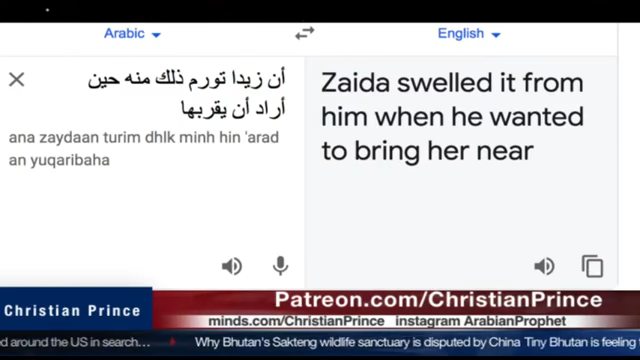 Arabic
English
أن زيدا تورم ذلك منه حين
أراد أن يقربها
ana zaydaan turim dhlk minh hin 'arad
an yuqaribaha
Zaida swelled it from
him when he wanted
to bring her near
Christian Prince
Patreon.com/ChristianPrince
minds.com/ChristianPrince instagram ArabianProphet
ed around the US in search... Why Bhutan's Sakteng wildlife sanctuary is disputed by China Tiny Bhutan is feeling